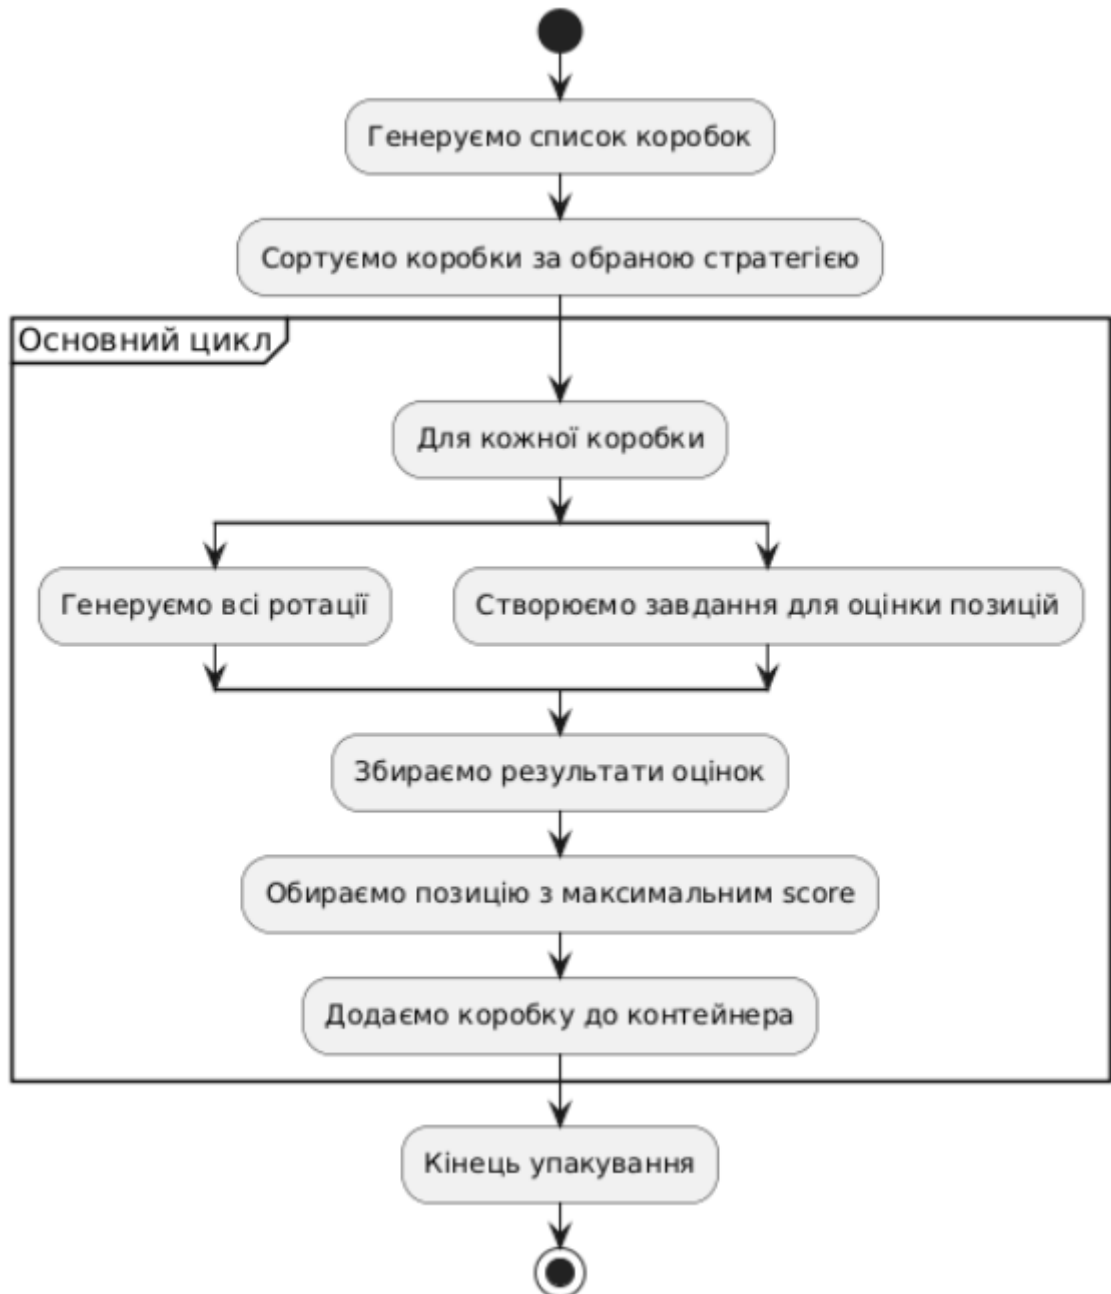 Генеруємо список коробок
Сортуємо коробки за обраною стратегією
Основний цикл
Для кожної коробки
Генеруємо всі ротації
Створюємо завдання для оцінки позицій
Збираємо результати оцінок
Обираємо позицію з максимальним score
Додаємо коробку до контейнера
Кінець упакування